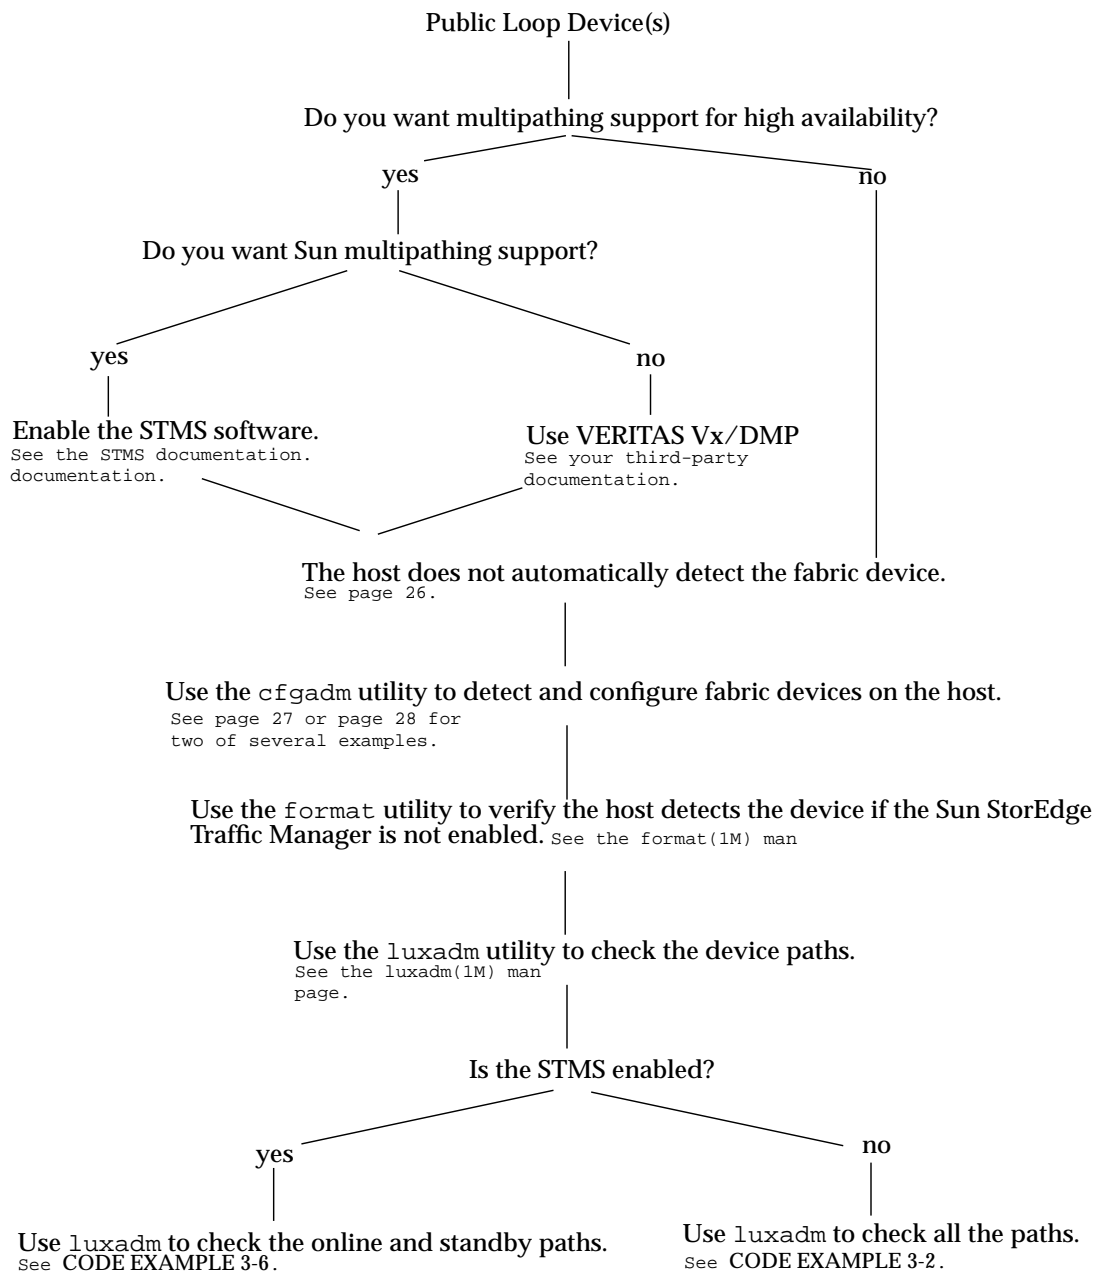 Public Loop Device(s)
Do you want multipathing support for high availability?
yes
no
Do you want Sun multipathing support?
yes
no
Enable the STMS software.
See the STMS documentation.
documentation.
Use VERITAS Vx/DMP
See your third-party
documentation.
The host does not automatically detect the fabric device.
See page 26.
Use the cfgadm utility to detect and configure fabric devices on the host.
See page 27 or page 28 for
two of several examples.
Use the format utility to verify the host detects the device if the Sun StorEdge
Traffic Manager is not enabled. See the format(1M) man
Use the luxadm utility to check the device paths.
See the luxadm(1M) man
page.
Is the STMS enabled?
yes
no
Use luxadm to check the online and standby paths.
See CODE EXAMPLE 3-6.
Use luxadm to check all the paths.
See CODE EXAMPLE 3-2.